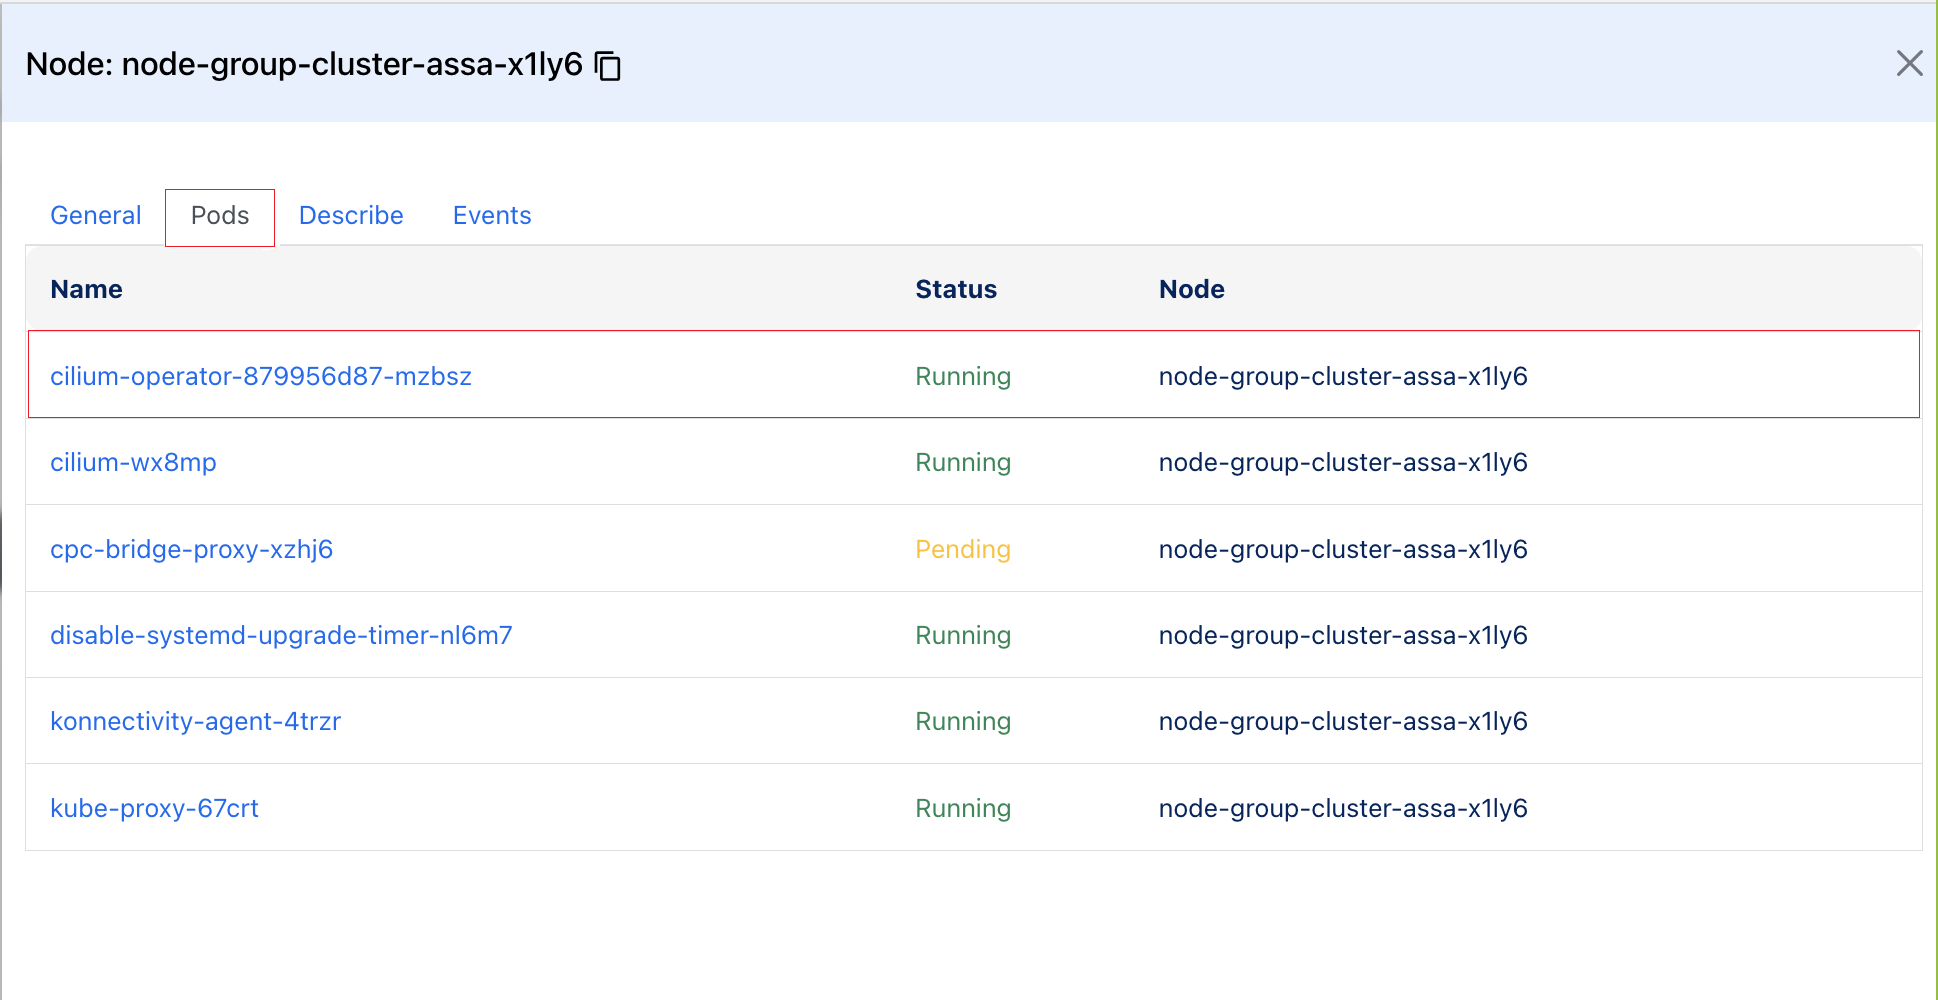 Node: node-group-cluster-assa-x1ly6
General Pods Describe Events
Name Status Node
cilium-operator-879956d87-mzbsz Running node-group-cluster-assa-x1ly6
cilium-wx8mp Running node-group-cluster-assa-x1ly6
cpc-bridge-proxy-xzhj6 Pending node-group-cluster-assa-x1ly6
disable-systemd-upgrade-timer-nl6m7 Running node-group-cluster-assa-x1ly6
konnectivity-agent-4trzr Running node-group-cluster-assa-x1ly6
kube-proxy-67crt Running node-group-cluster-assa-x1ly6